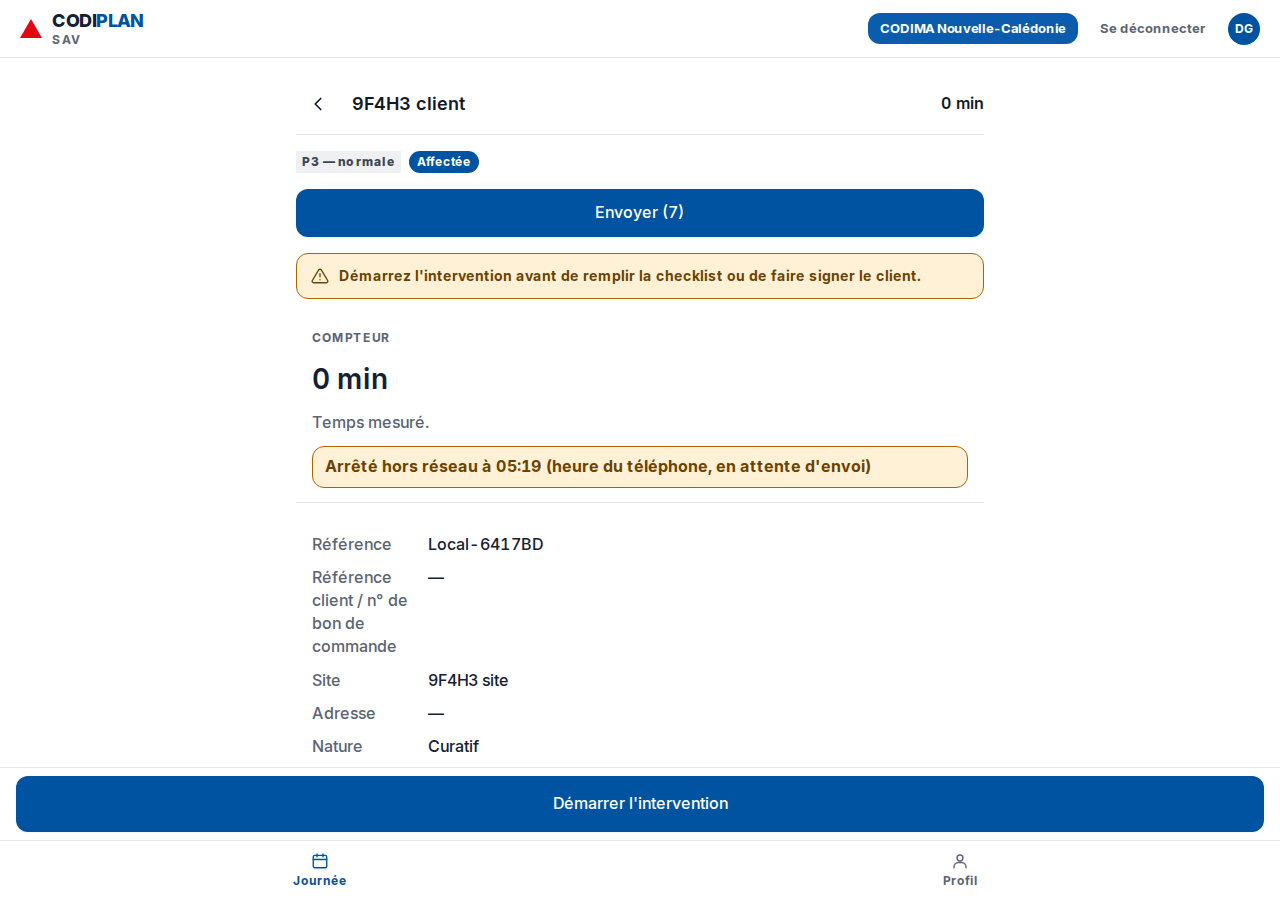 CODIPLAN
SAV
CODIMA Nouvelle-Calédonie
Se déconnecter
DG
9F4H3 client
0 min
P3 — normale
Affectée
Envoyer (7)
Démarrez l'intervention avant de remplir la checklist ou de faire signer le client.
COMPTEUR
0 min
Temps mesuré.
Arrêté hors réseau à 05:19 (heure du téléphone, en attente d'envoi)
Référence
Local-6417BD
Référence
client / n° de
bon de
commande
—
Site
9F4H3 site
Adresse
—
Nature
Curatif
Démarrer l'intervention
Journée
Profil